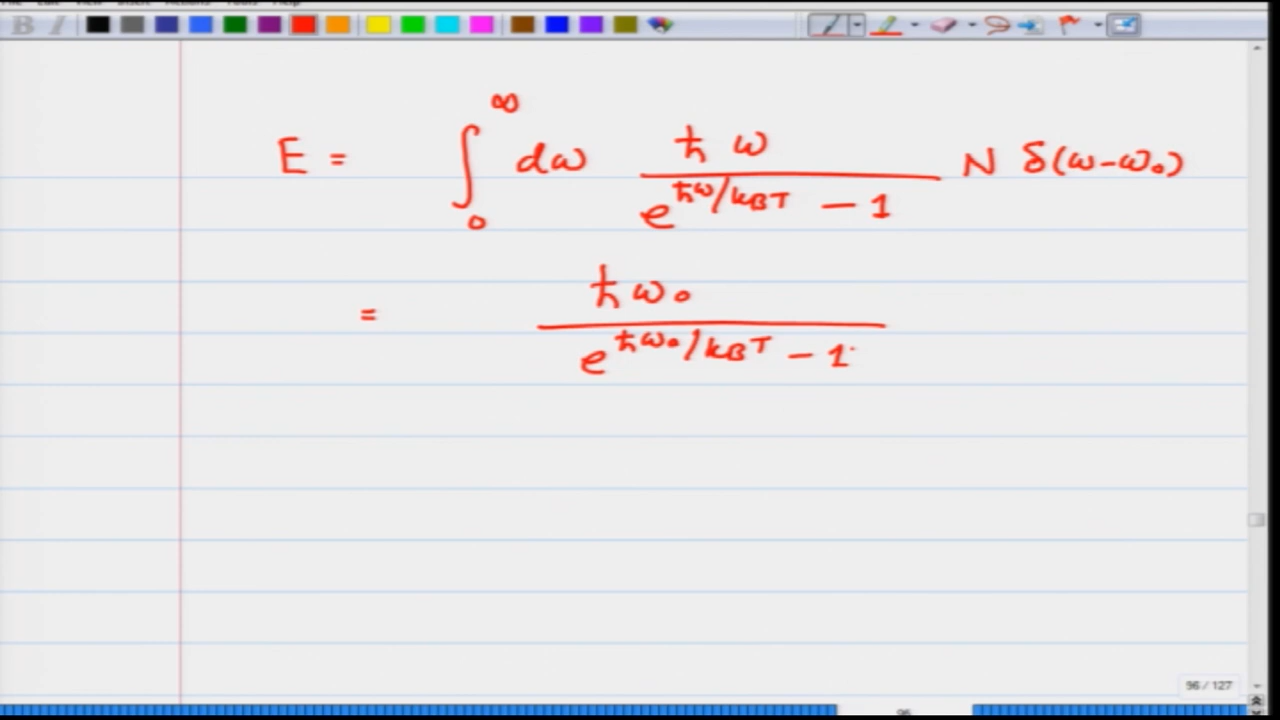 E = ∫₀^∞ dω ħω / (e^{ħω/k_BT} − 1) N δ(ω−ω₀)
= ħω₀ / (e^{ħω₀/k_BT} − 1)
96 / 127